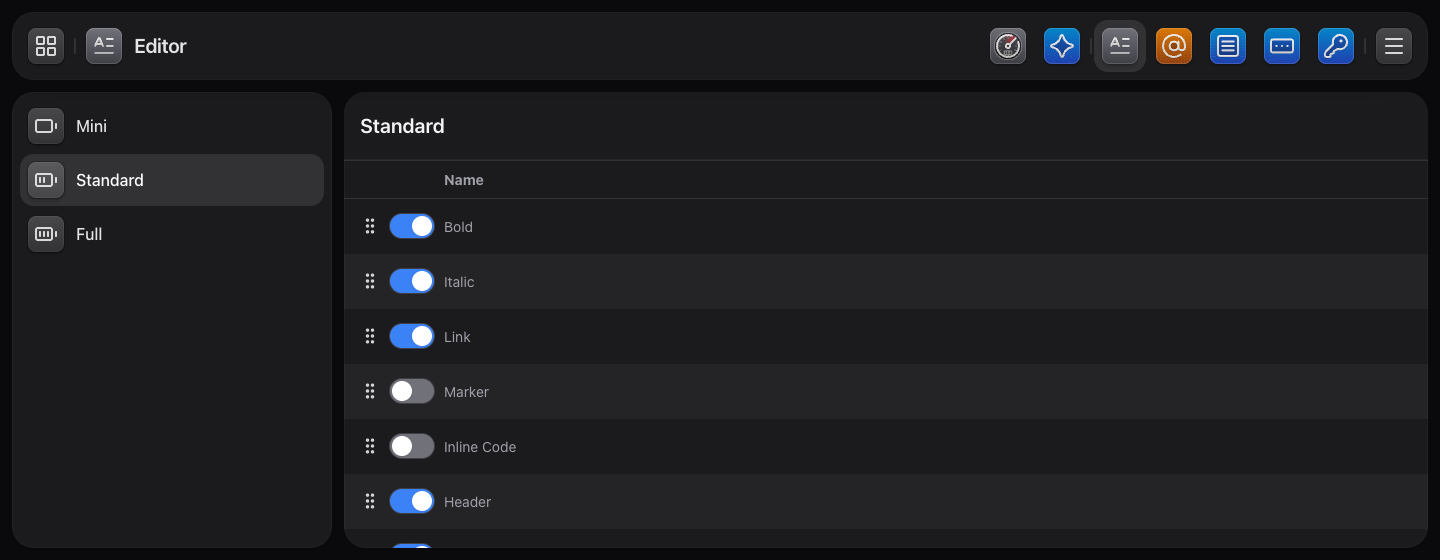 Editor
Mini
Standard
Full
Standard
Name
Bold
Italic
Link
Marker
Inline Code
Header